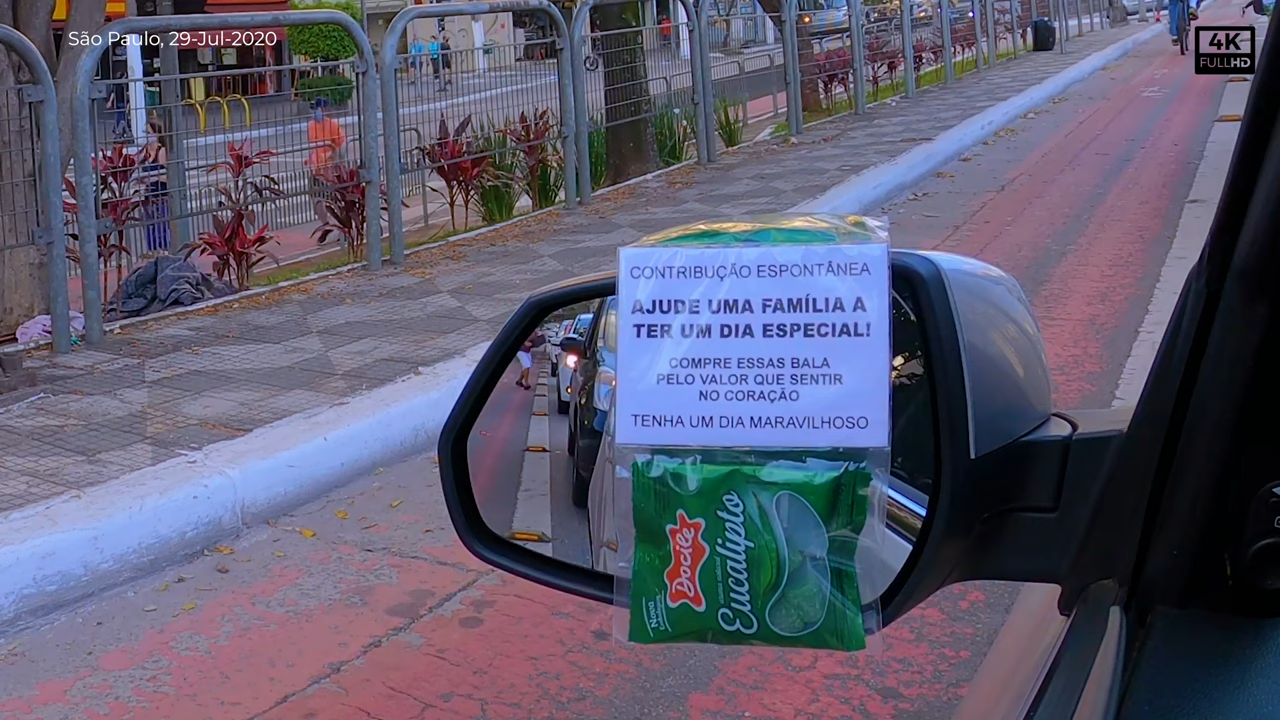 São Paulo, 29-Jul-2020
4K
FULLHD
CONTRIBUÇÃO ESPONTÂNEA
AJUDE UMA FAMÍLIA A
TER UM DIA ESPECIAL!
COMPRE ESSAS BALA
PELO VALOR QUE SENTIR
NO CORAÇÃO
TENHA UM DIA MARAVILHOSO
Docile
Eucalipto
Nova